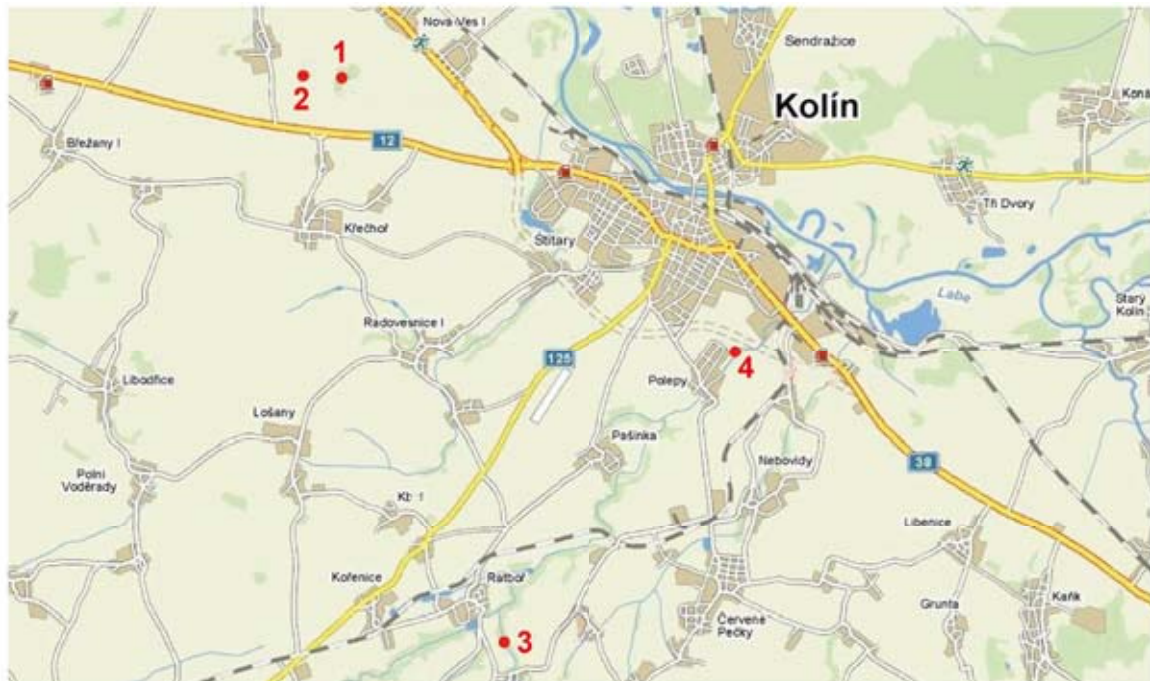 Nová Ves I
Sendražice
1
2
Kolín
Kona
Břežany I
12
Tři Dvory
Křečhoř
Štítary
Labe
Starý
Kolín
Radovesnice I
125
4
Libodřice
Polepy
Lošany
Pašinka
38
Polní
Voděrady
Nebovidy
Libenice
Kořenice
Ratboř
Grunta
Kaňk
Červené
Pečky
3